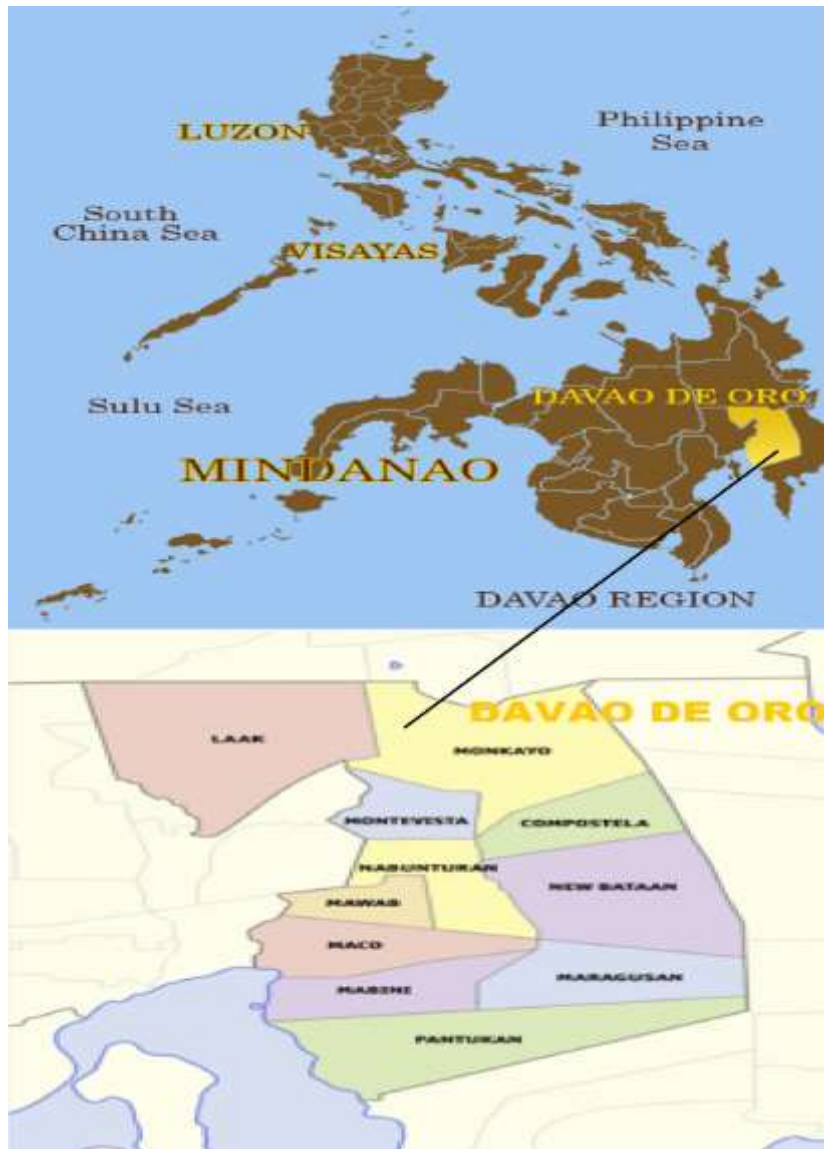 LUZON
Philippine
Sea
South
China Sea
VISAYAS
DAVAO DE ORO
Sulu Sea
MINDANAO
DAVAO REGION
DAVAO DE ORO
LAAK
MONKAYO
MONTEVISTA
COMPOSTELA
NABUNTURAN
NEW BATAAN
MAWAB
MACO
MARAGUSAN
MABINI
PANTUKAN